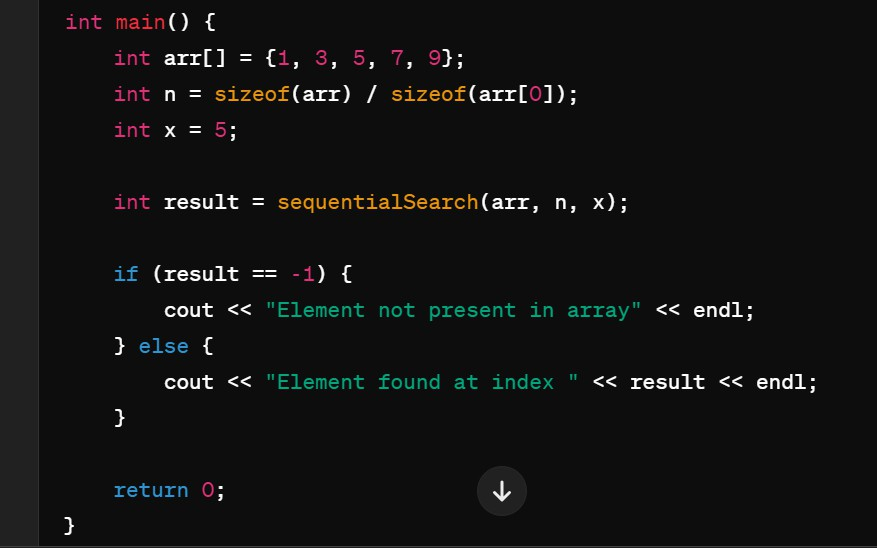 int main() {
    int arr[] = {1, 3, 5, 7, 9};
    int n = sizeof(arr) / sizeof(arr[0]);
    int x = 5;
    int result = sequentialSearch(arr, n, x);
    if (result == -1) {
        cout << "Element not present in array" << endl;
    } else {
        cout << "Element found at index " << result << endl;
    }
    return 0;
}